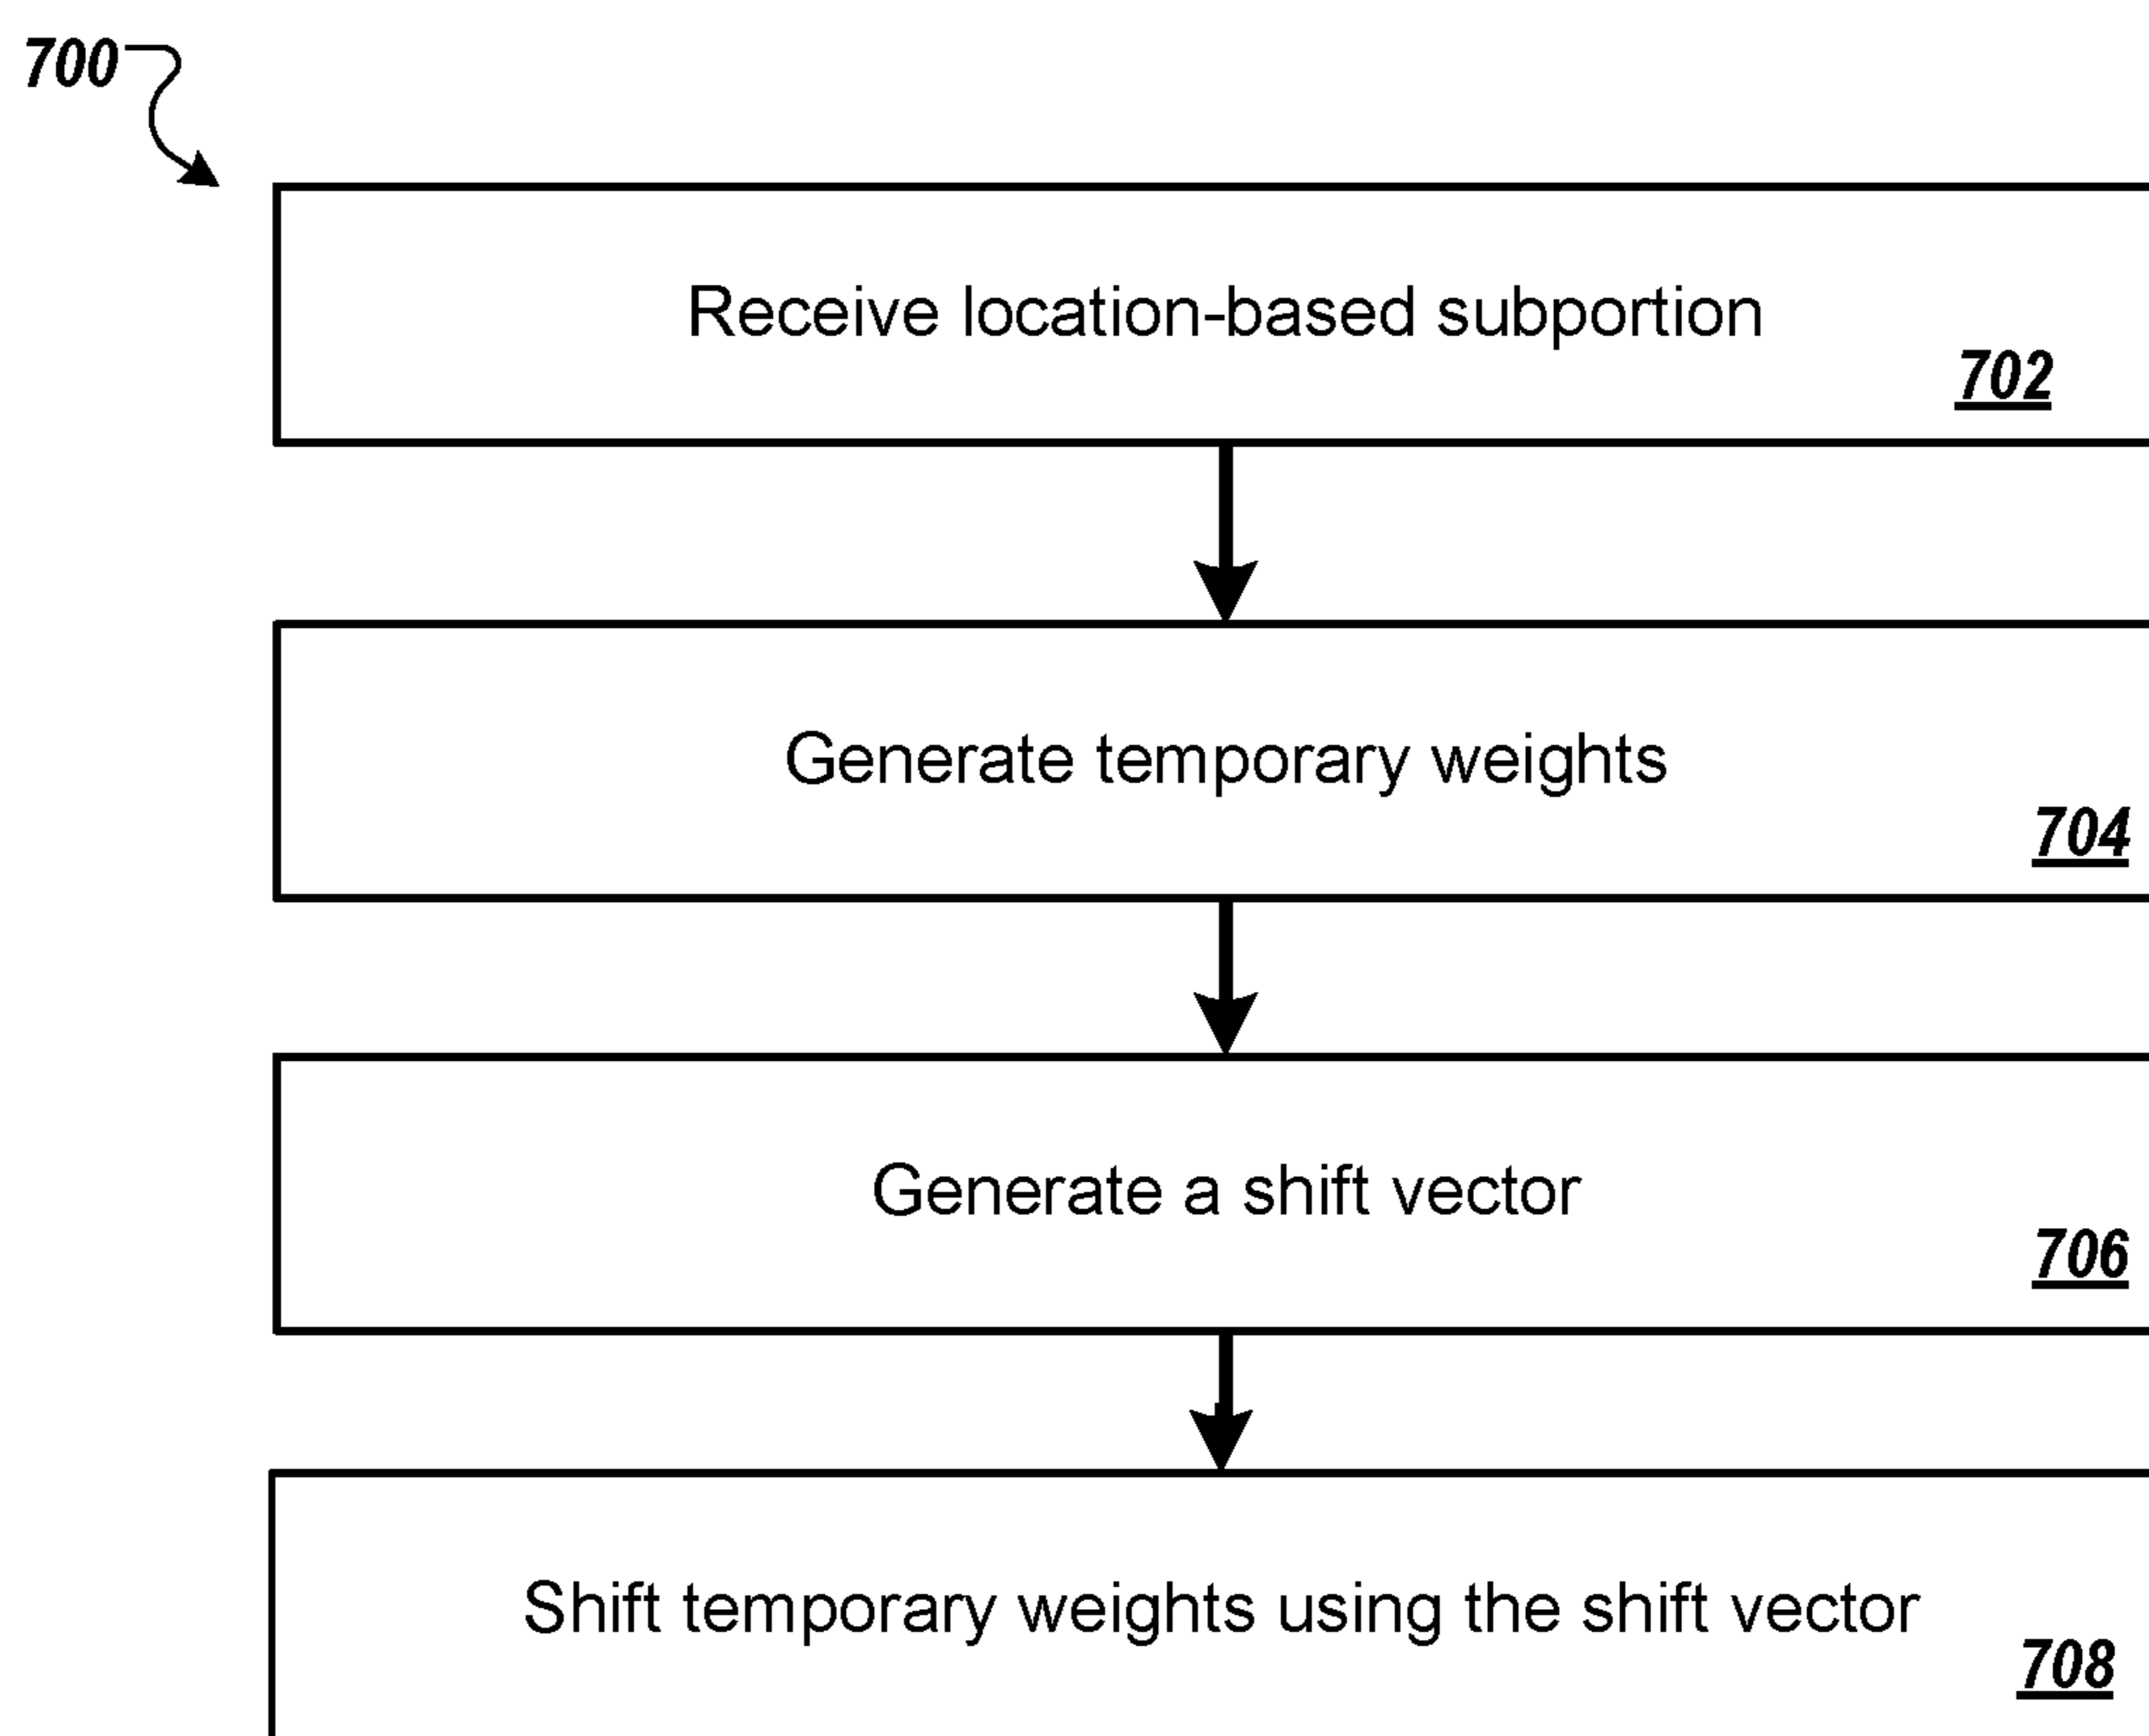 700
Receive location-based subportion
702
Generate temporary weights
704
Generate a shift vector
706
Shift temporary weights using the shift vector
708